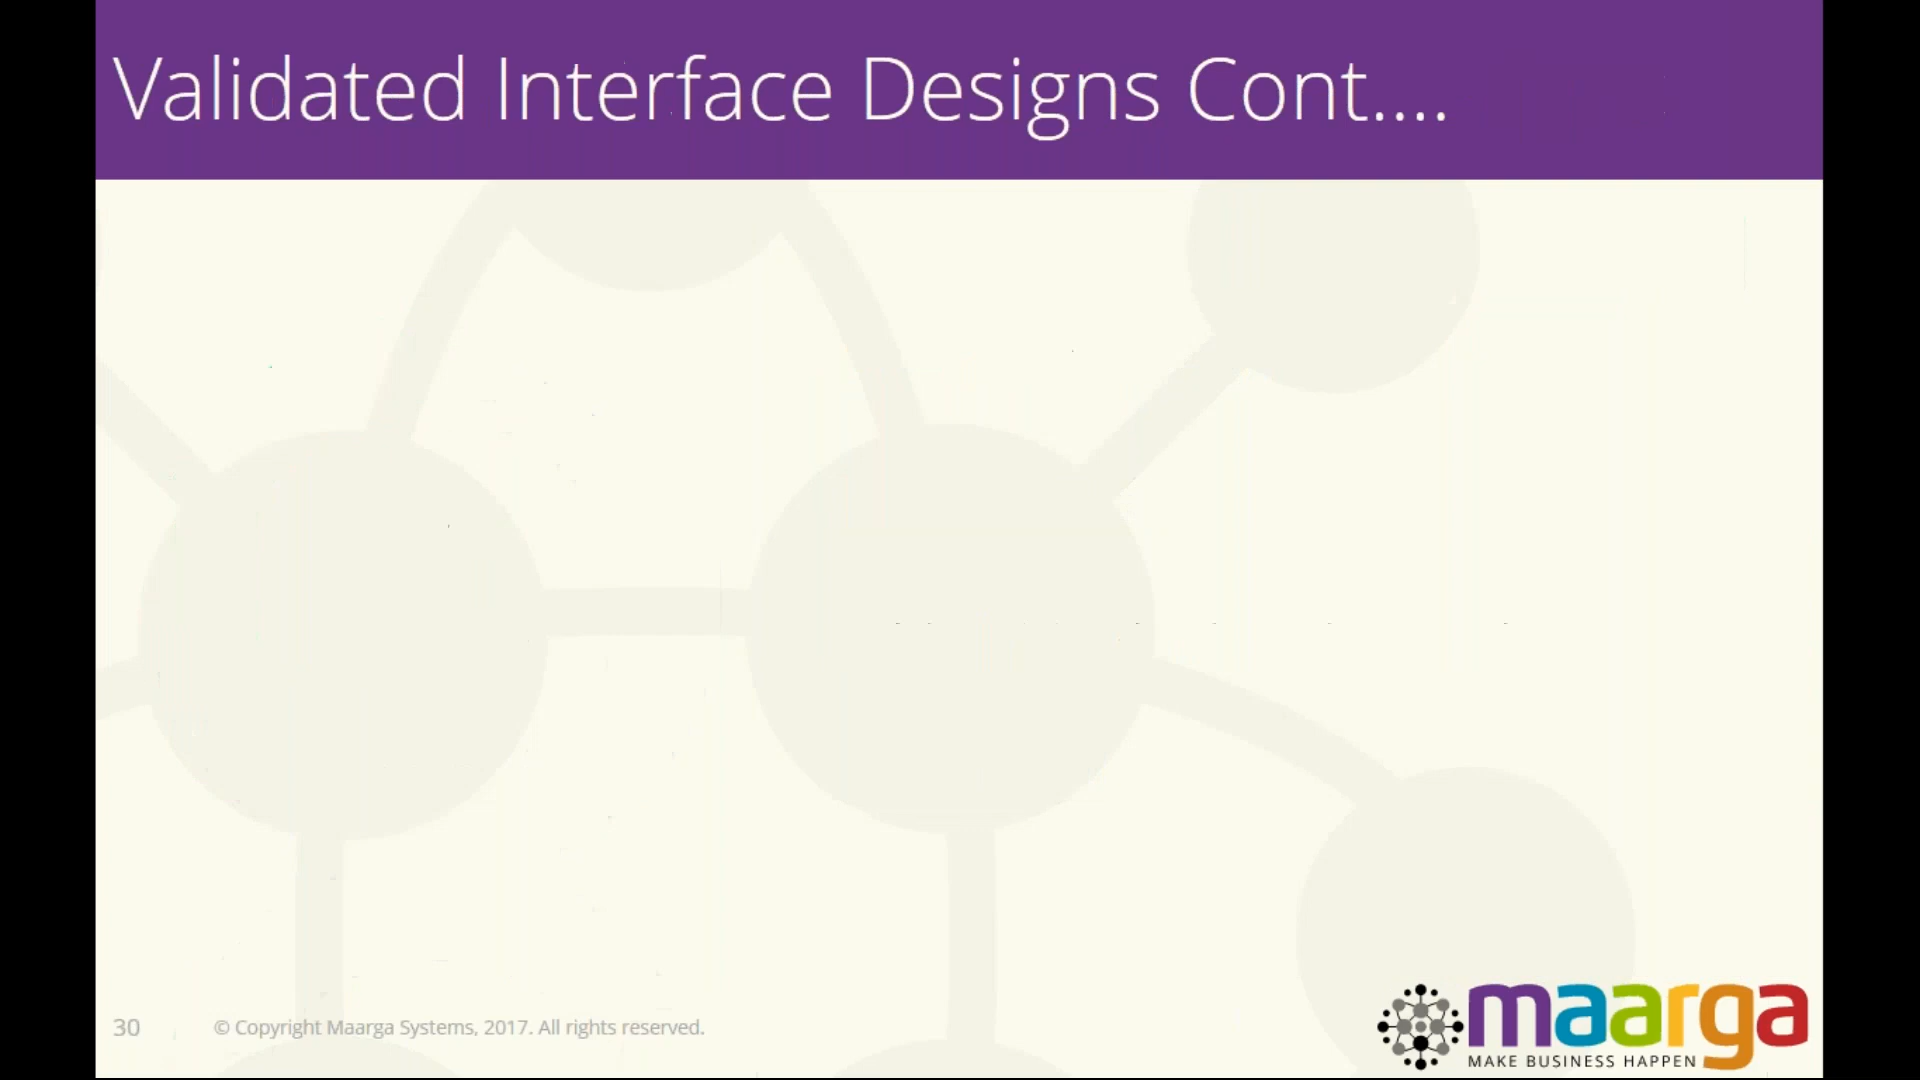 Validated Interface Designs Cont....
30
© Copyright Maarga Systems, 2017. All rights reserved.
maarga
MAKE BUSINESS HAPPEN